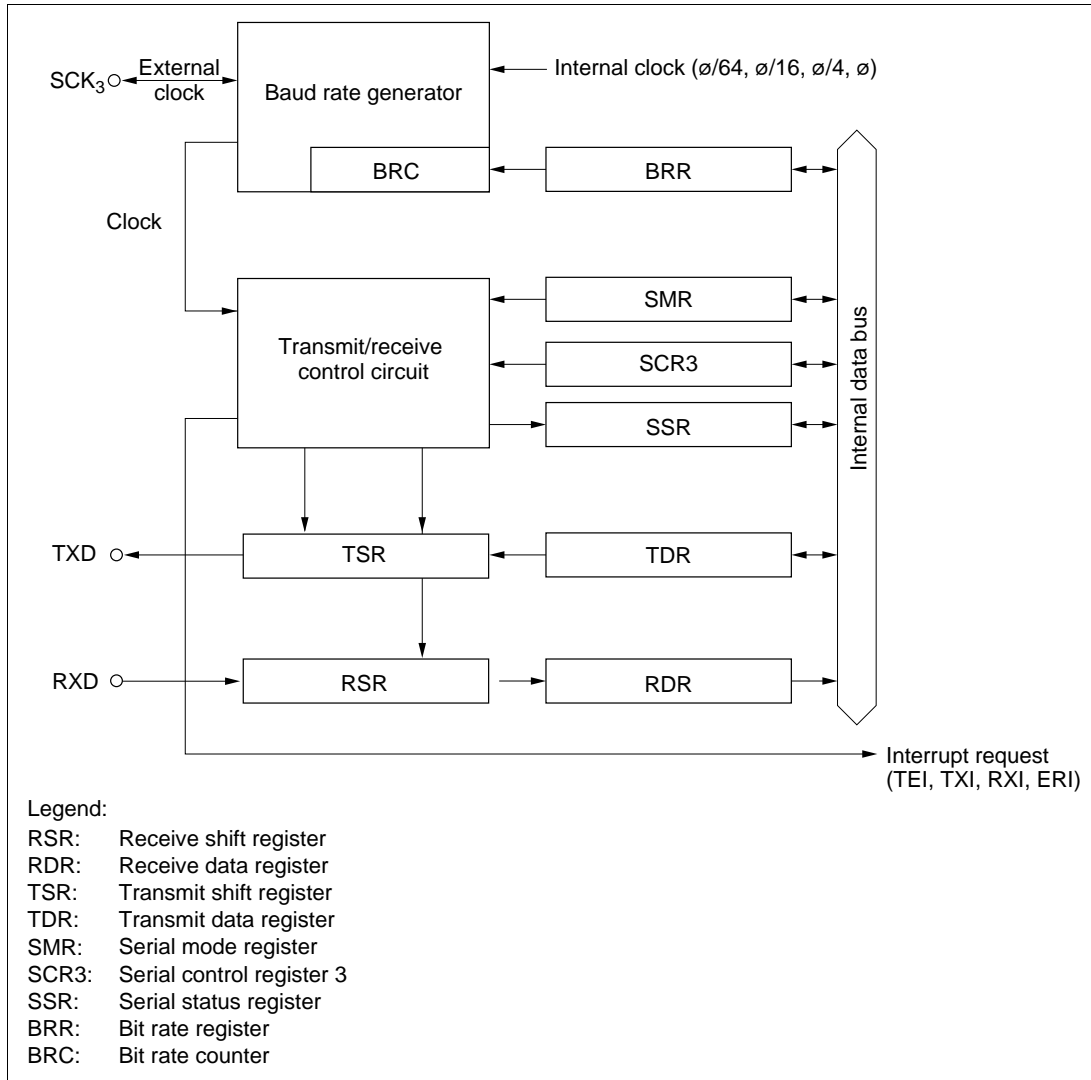 SCK3
External
clock
Baud rate generator
Internal clock (ø/64, ø/16, ø/4, ø)
BRC
BRR
Clock
Transmit/receive
control circuit
SMR
SCR3
SSR
Internal data bus
TXD
TSR
TDR
RXD
RSR
RDR
Interrupt request
(TEI, TXI, RXI, ERI)
Legend:
RSR: Receive shift register
RDR: Receive data register
TSR: Transmit shift register
TDR: Transmit data register
SMR: Serial mode register
SCR3: Serial control register 3
SSR: Serial status register
BRR: Bit rate register
BRC: Bit rate counter